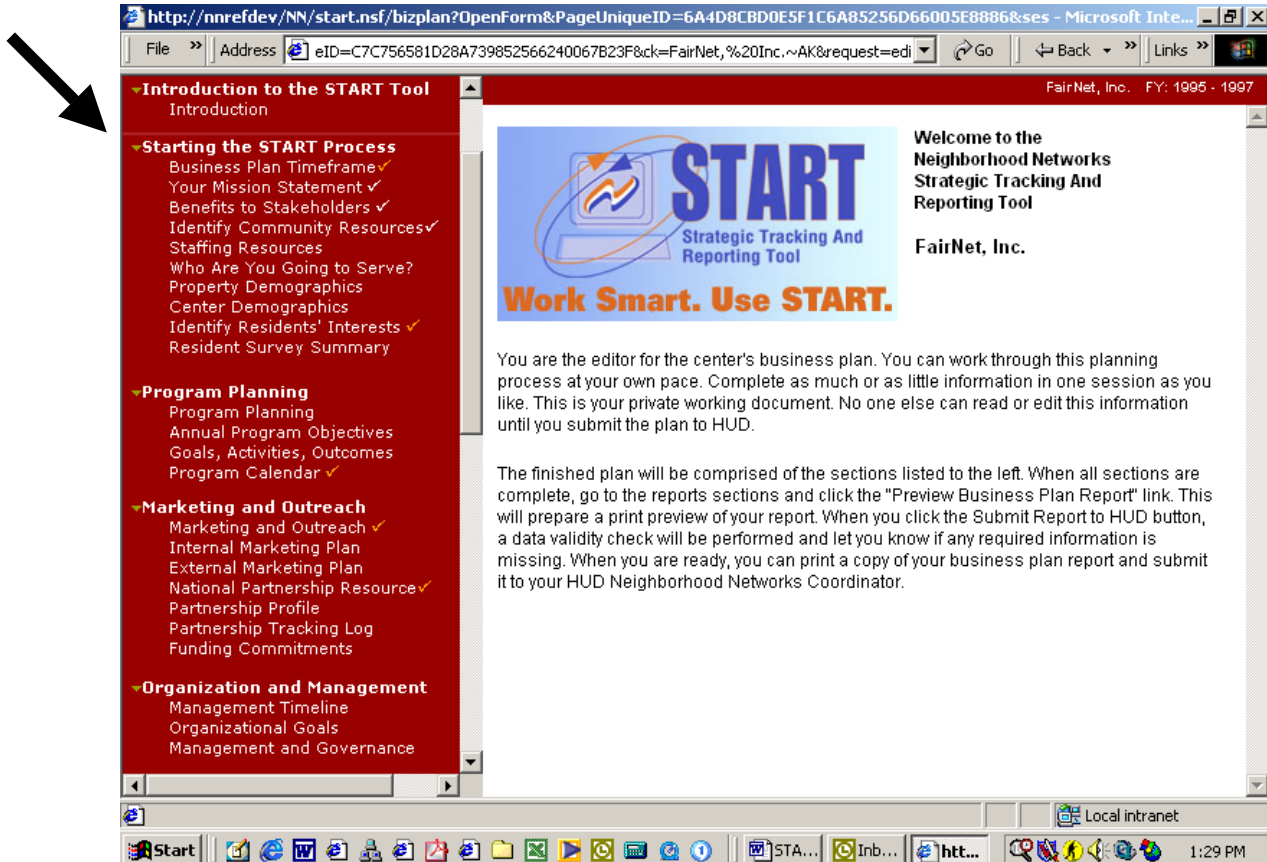 http://nnrefdev/NN/start.nsf/bizplan?OpenForm&PageUniqueID=6A4D8CBD0E5F1C6A85256D66005E8886&ses - Microsoft Inte...
File » Address eID=C7C756581D28A739852566240067B23F&ck=FairNet,%20Inc.~AK&request=edi Go Back » Links »
FairNet, Inc. FY: 1995 - 1997
Introduction to the START Tool
Introduction
Starting the START Process
Business Plan Timeframe✓
Your Mission Statement ✓
Benefits to Stakeholders ✓
Identify Community Resources✓
Staffing Resources
Who Are You Going to Serve?
Property Demographics
Center Demographics
Identify Residents' Interests ✓
Resident Survey Summary
Program Planning
Program Planning
Annual Program Objectives
Goals, Activities, Outcomes
Program Calendar ✓
Marketing and Outreach
Marketing and Outreach ✓
Internal Marketing Plan
External Marketing Plan
National Partnership Resource✓
Partnership Profile
Partnership Tracking Log
Funding Commitments
Organization and Management
Management Timeline
Organizational Goals
Management and Governance
START
Strategic Tracking And
Reporting Tool
Work Smart. Use START.
Welcome to the
Neighborhood Networks
Strategic Tracking And
Reporting Tool
FairNet, Inc.
You are the editor for the center's business plan. You can work through this planning
process at your own pace. Complete as much or as little information in one session as you
like. This is your private working document. No one else can read or edit this information
until you submit the plan to HUD.
The finished plan will be comprised of the sections listed to the left. When all sections are
complete, go to the reports sections and click the "Preview Business Plan Report" link. This
will prepare a print preview of your report. When you click the Submit Report to HUD button,
a data validity check will be performed and let you know if any required information is
missing. When you are ready, you can print a copy of your business plan report and submit
it to your HUD Neighborhood Networks Coordinator.
Local intranet
Start STA... Inb... htt... 1:29 PM